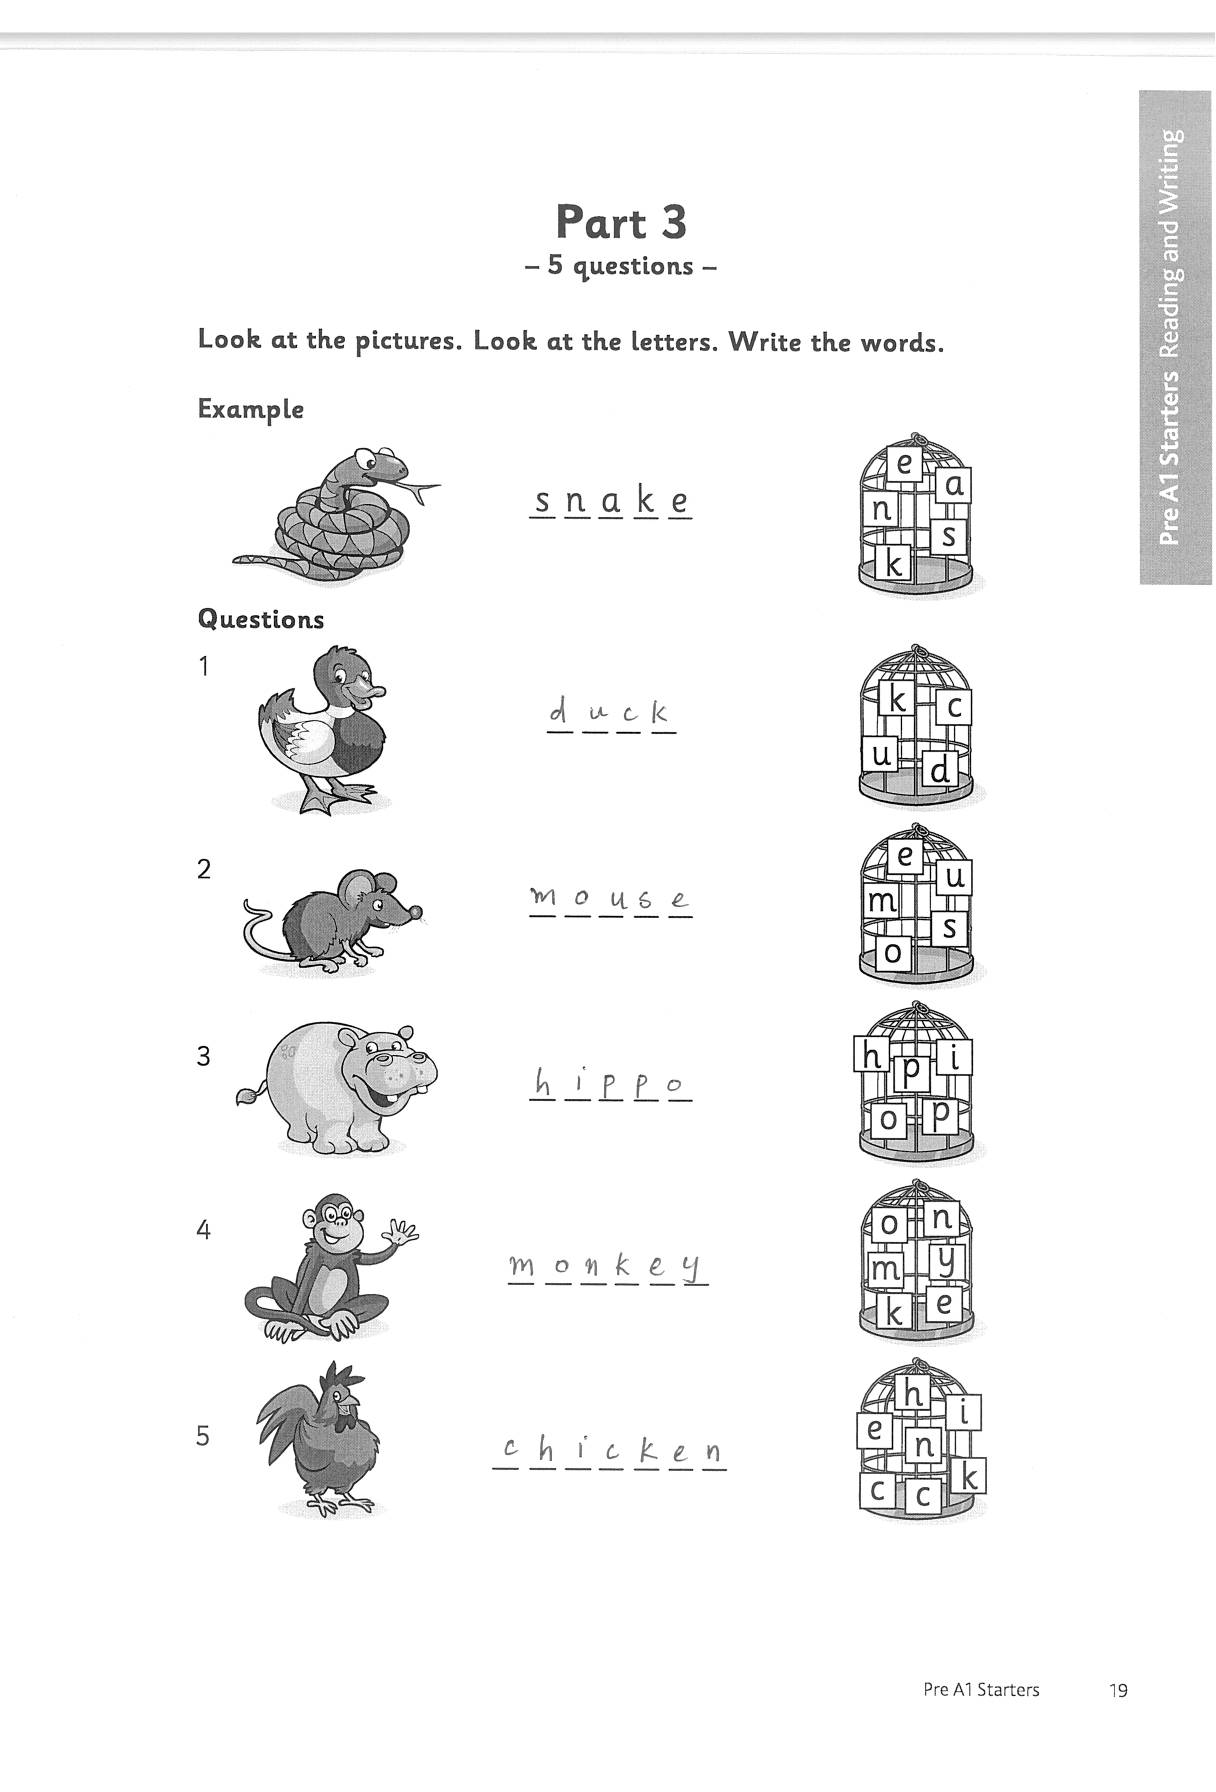 Part 3
– 5 questions –
Look at the pictures. Look at the letters. Write the words.
Example
s n a k e
e
a
n
s
k
Questions
1
d u c k
k
c
u
d
2
m o u s e
e
u
m
s
o
3
h i p p o
h
p
i
o
p
4
m o n k e y
o
n
m
y
k
e
5
c h i c k e n
h
i
e
n
k
c
c
Pre A1 Starters 19
Pre A1 Starters Reading and Writing